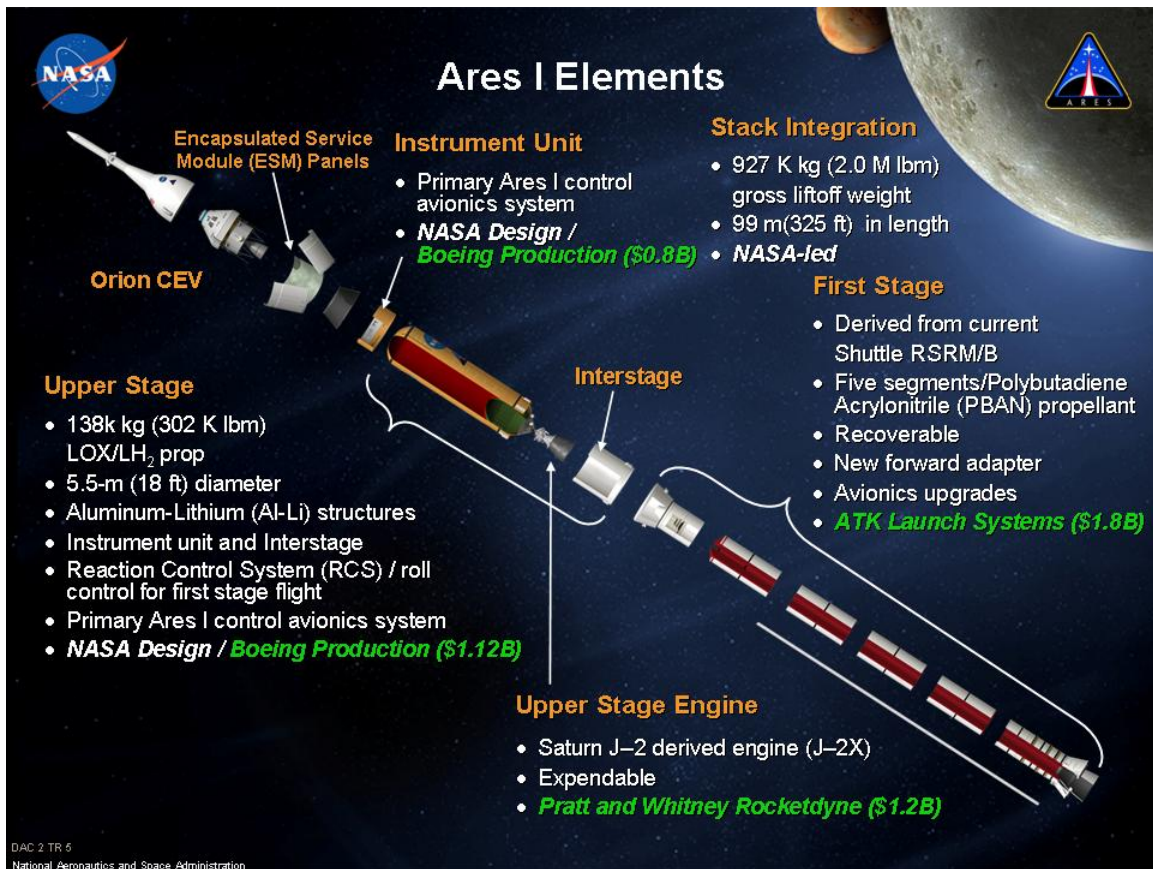 NASA
Ares I Elements
ARES
Encapsulated Service
Module (ESM) Panels
Orion CEV
Instrument Unit
• Primary Ares I control
avionics system
• NASA Design /
Boeing Production ($0.8B)
Stack Integration
• 927 K kg (2.0 M lbm)
gross liftoff weight
• 99 m(325 ft) in length
• NASA-led
First Stage
• Derived from current
Shuttle RSRM/B
• Five segments/Polybutadiene
Acrylonitrile (PBAN) propellant
• Recoverable
• New forward adapter
• Avionics upgrades
• ATK Launch Systems ($1.8B)
Interstage
Upper Stage
• 138k kg (302 K lbm)
LOX/LH₂ prop
• 5.5-m (18 ft) diameter
• Aluminum-Lithium (Al-Li) structures
• Instrument unit and Interstage
• Reaction Control System (RCS) / roll
control for first stage flight
• Primary Ares I control avionics system
• NASA Design / Boeing Production ($1.12B)
Upper Stage Engine
• Saturn J–2 derived engine (J–2X)
• Expendable
• Pratt and Whitney Rocketdyne ($1.2B)
DAC 2 TR 5
National Aeronautics and Space Administration